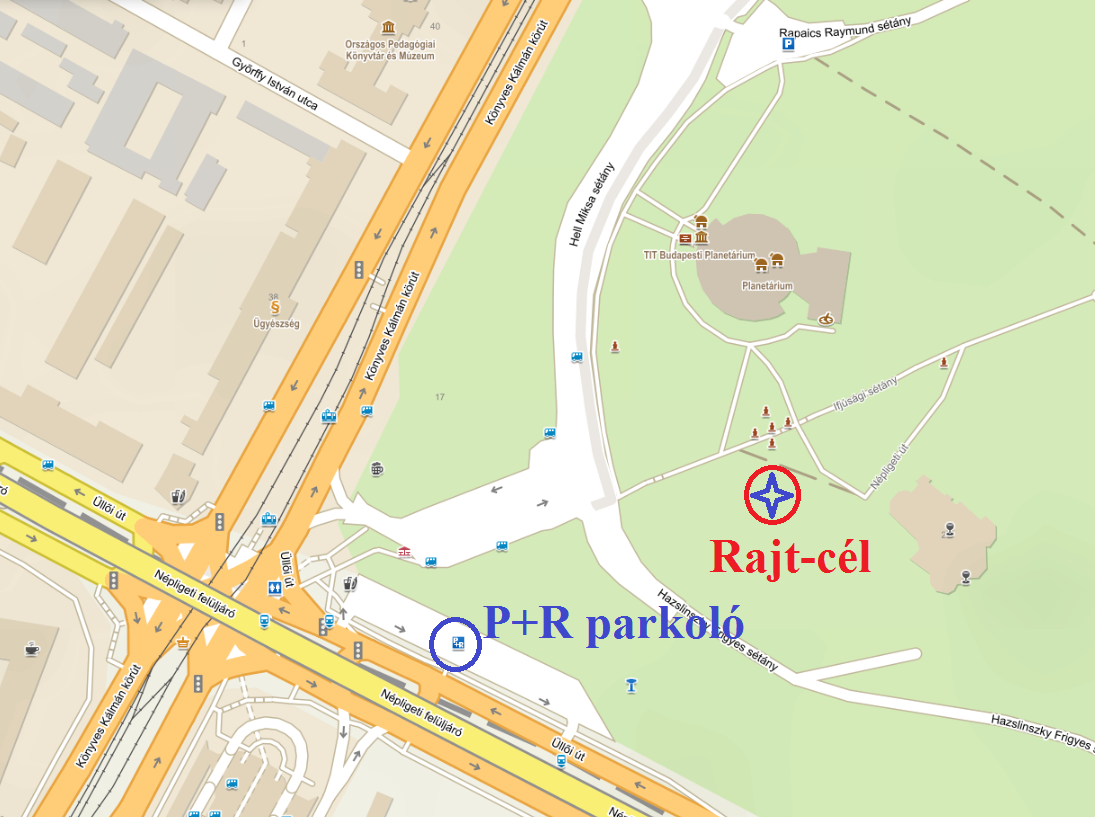 Rapaics Raymund sétány
P
40
Országos Pedagógiai
Könyvtár és Múzeum
1
Győrffy István utca
Könyves Kálmán körút
Hell Miksa sétány
TIT Budapesti Planetárium
Planetárium
38
§
Ügyészség
Könyves Kálmán körút
17
Ifjúsági sétány
Népligeti út
ró
Üllői út
Népligeti felüljáró
Üllői út
Rajt-cél
P+R parkoló
Hazslinszky Frigyes sétány
Hazslinszky Frigyes s
Könyves Kálmán körút
Népligeti felüljáró
Üllői út
Né